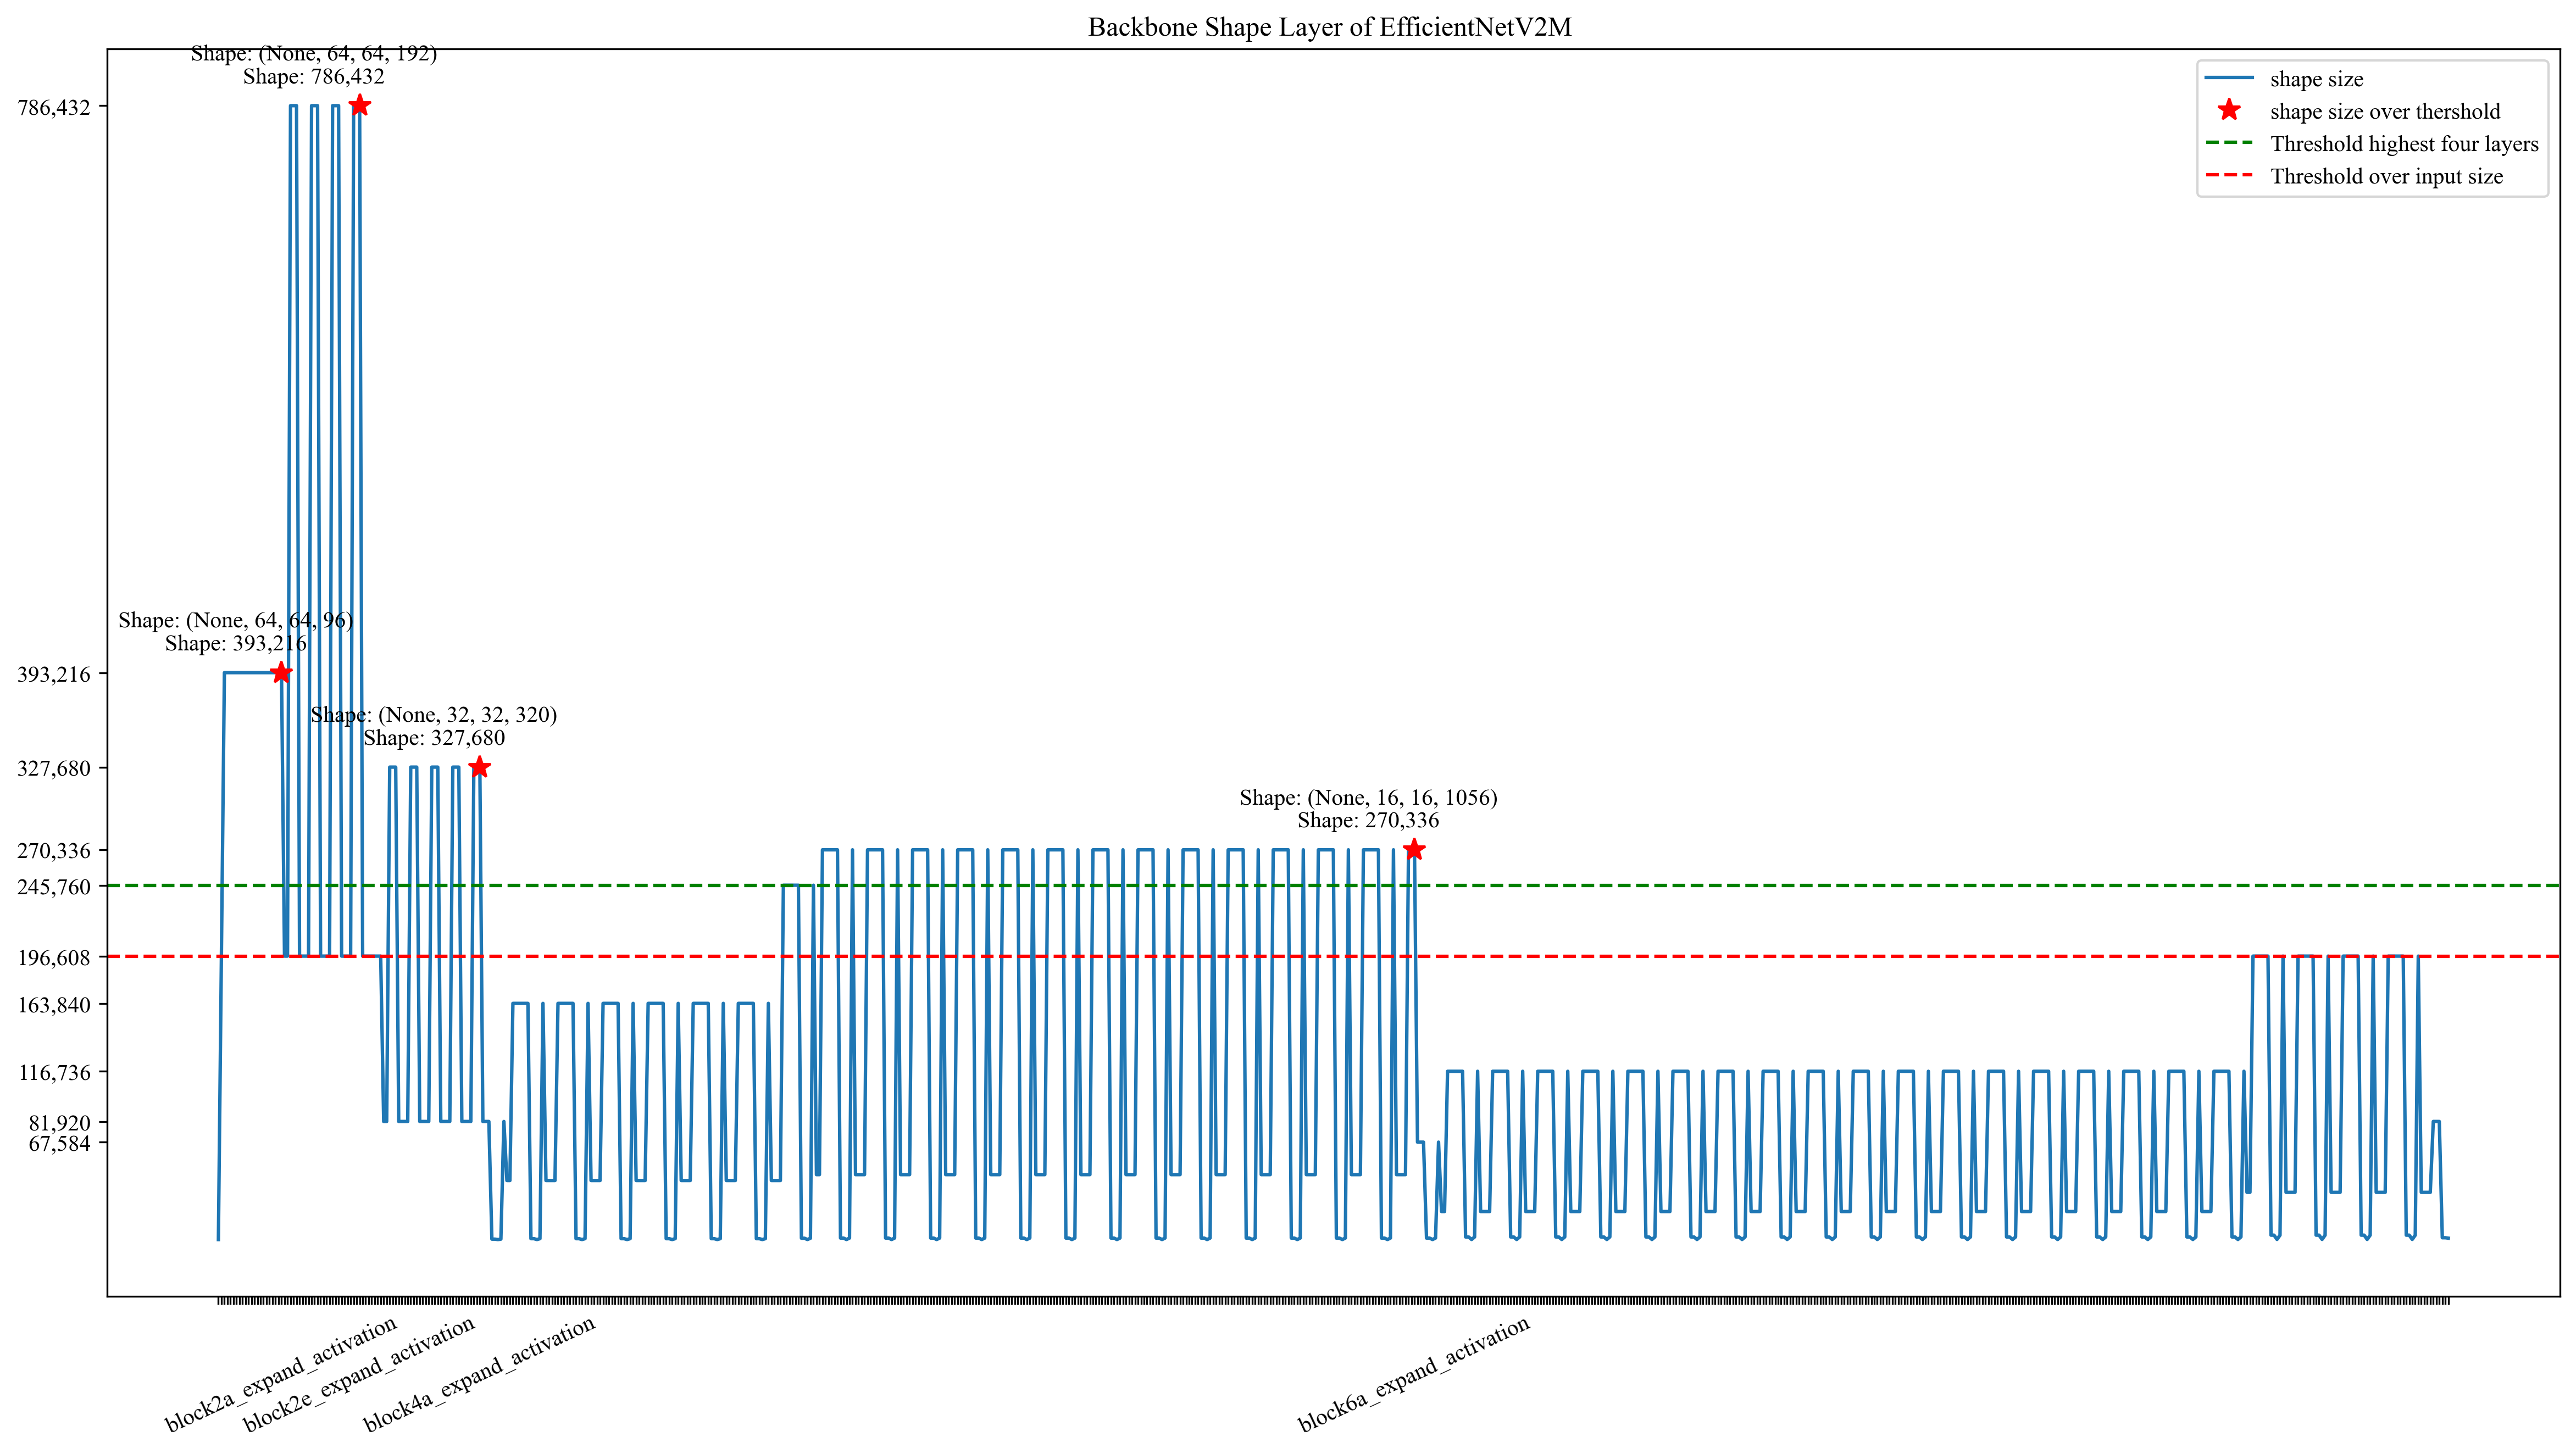 Backbone Shape Layer of EfficientNetV2M
shape size
shape size over thershold
Threshold highest four layers
Threshold over input size
Shape: (None, 64, 64, 192)
Shape: 786,432
Shape: (None, 64, 64, 96)
Shape: 393,216
Shape: (None, 32, 32, 320)
Shape: 327,680
Shape: (None, 16, 16, 1056)
Shape: 270,336
786,432
393,216
327,680
270,336
245,760
196,608
163,840
116,736
81,920
67,584
block2a_expand_activation
block2e_expand_activation
block4a_expand_activation
block6a_expand_activation